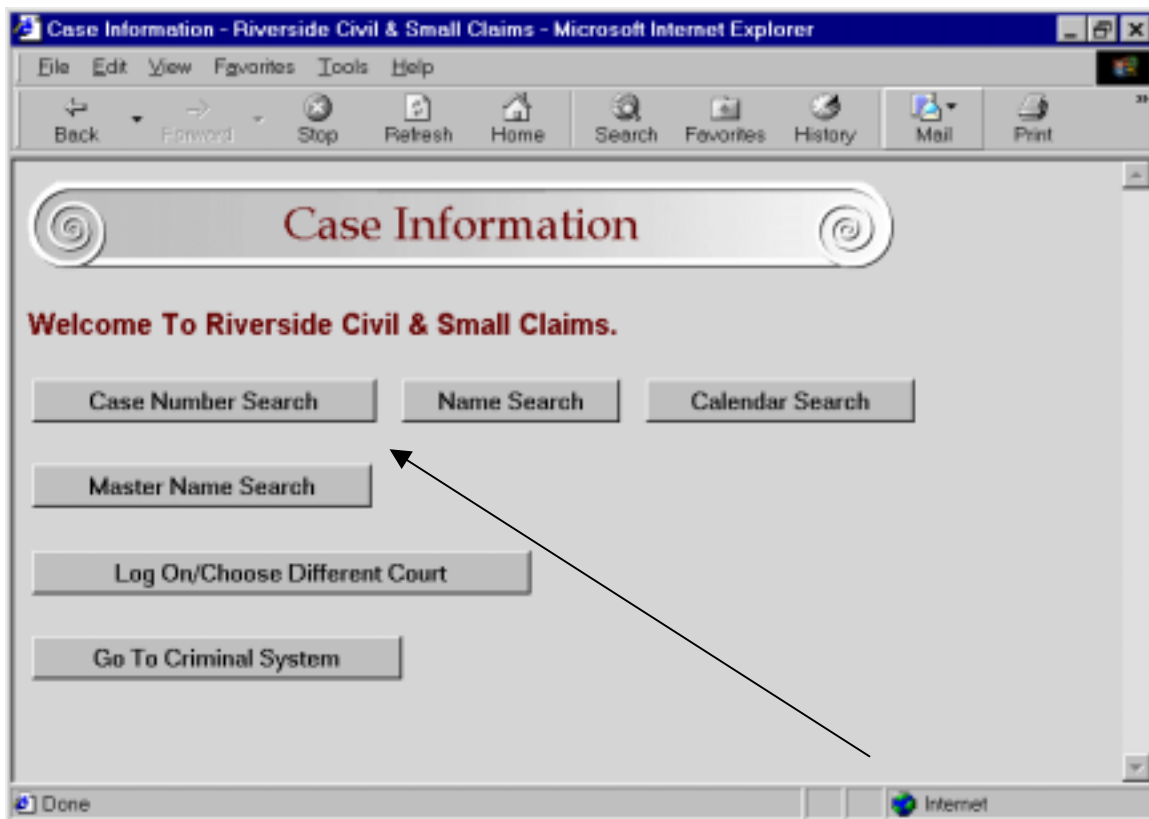 Case Information - Riverside Civil & Small Claims - Microsoft Internet Explorer
File Edit View Favorites Tools Help
Back Forward Stop Refresh Home Search Favorites History Mail Print »
Case Information
Welcome To Riverside Civil & Small Claims.
Case Number Search Name Search Calendar Search
Master Name Search
Log On/Choose Different Court
Go To Criminal System
Done Internet